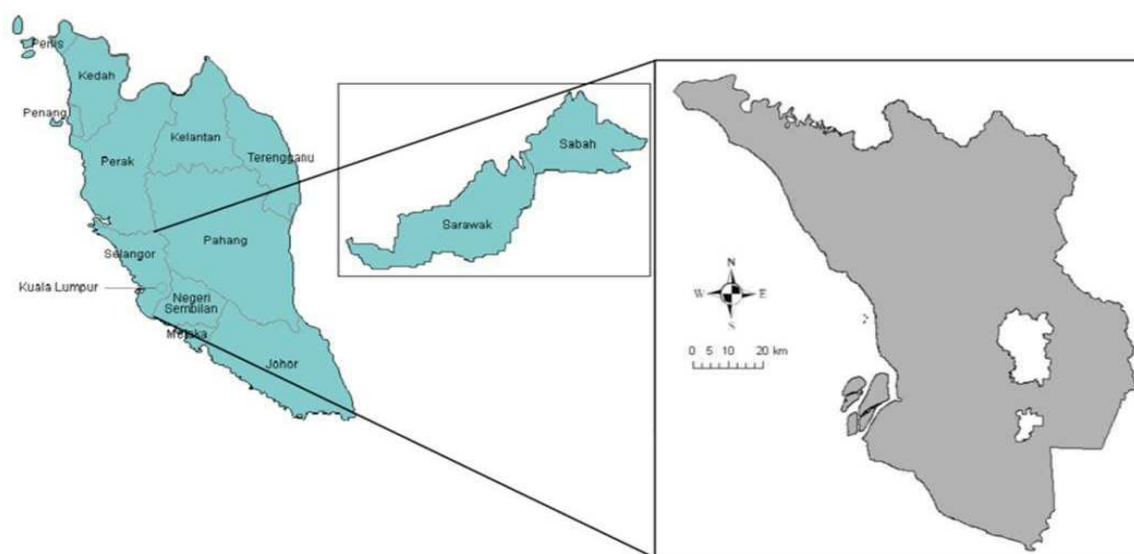 Perlis
Kedah
Penang
Kelantan
Perak
Terengganu
Sabah
Sarawak
Pahang
Selangor
Kuala Lumpur
Negeri
Sembilan
Melaka
Johor
N
W E
S
0 5 10 20 km